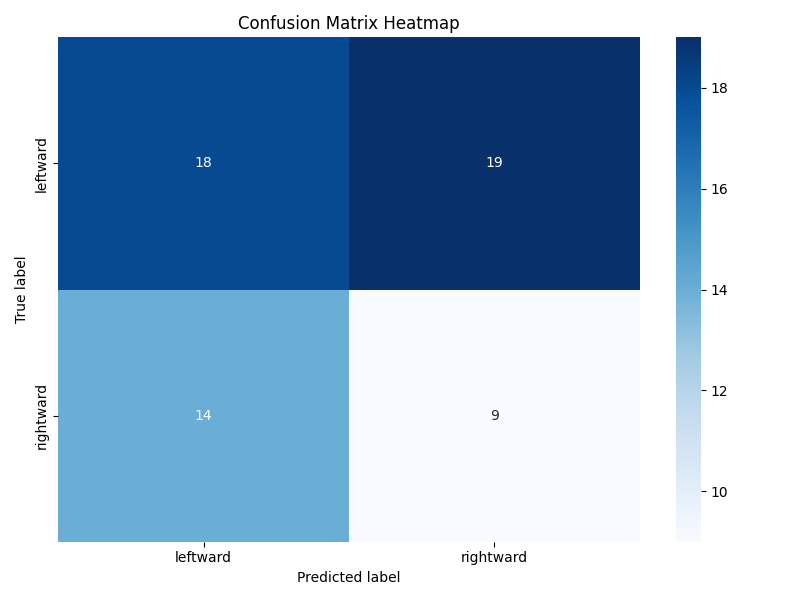 Confusion Matrix Heatmap
True label
leftward
18
19
rightward
14
9
leftward
rightward
Predicted label
18
16
14
12
10